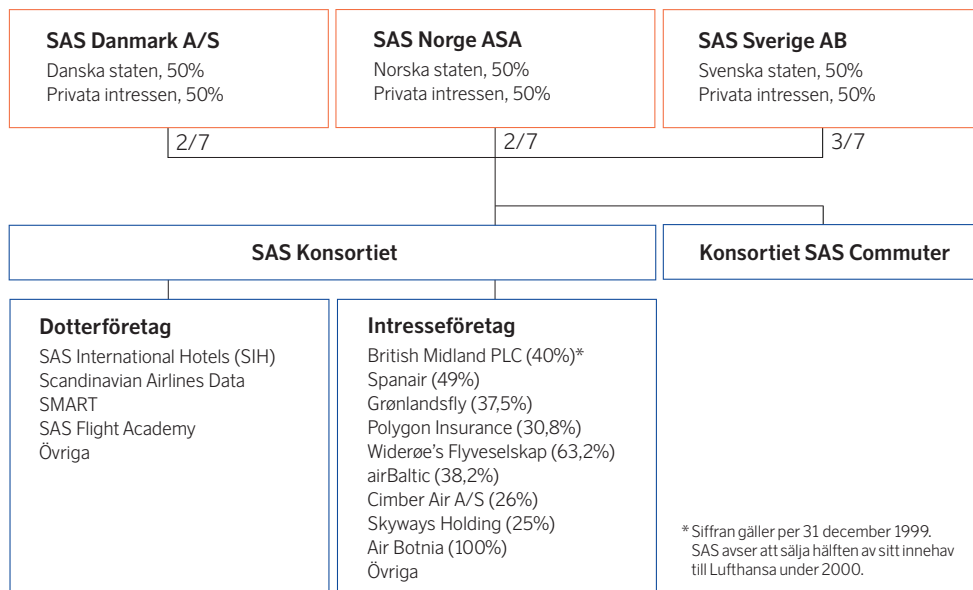 SAS Danmark A/S
Danska staten, 50%
Privata intressen, 50%
SAS Norge ASA
Norska staten, 50%
Privata intressen, 50%
SAS Sverige AB
Svenska staten, 50%
Privata intressen, 50%
2/7
2/7
3/7
SAS Konsortiet
Konsortiet SAS Commuter
Dotterföretag
SAS International Hotels (SIH)
Scandinavian Airlines Data
SMART
SAS Flight Academy
Övriga
Intresseföretag
British Midland PLC (40%)*
Spanair (49%)
Grønlandsfly (37,5%)
Polygon Insurance (30,8%)
Widerøe's Flyveselskap (63,2%)
airBaltic (38,2%)
Cimber Air A/S (26%)
Skyways Holding (25%)
Air Botnia (100%)
Övriga
* Siffran gäller per 31 december 1999.
SAS avser att sälja hälften av sitt innehav
till Lufthansa under 2000.